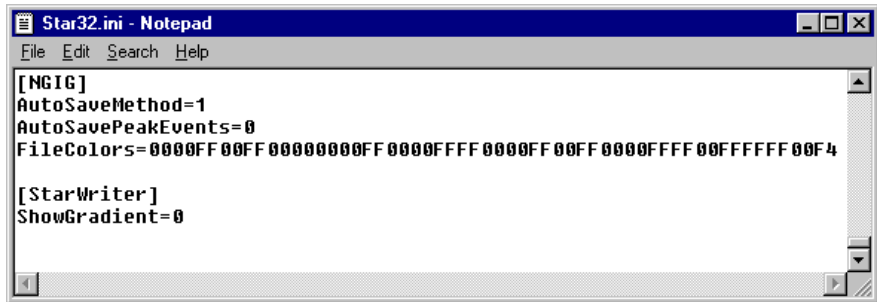 Star32.ini - Notepad
File Edit Search Help
[NGIG]
AutoSaveMethod=1
AutoSavePeakEvents=0
FileColors=0000FF00FF00000000FF0000FFFF0000FF00FF0000FFFF00FFFFFF00F4
[StarWriter]
ShowGradient=0